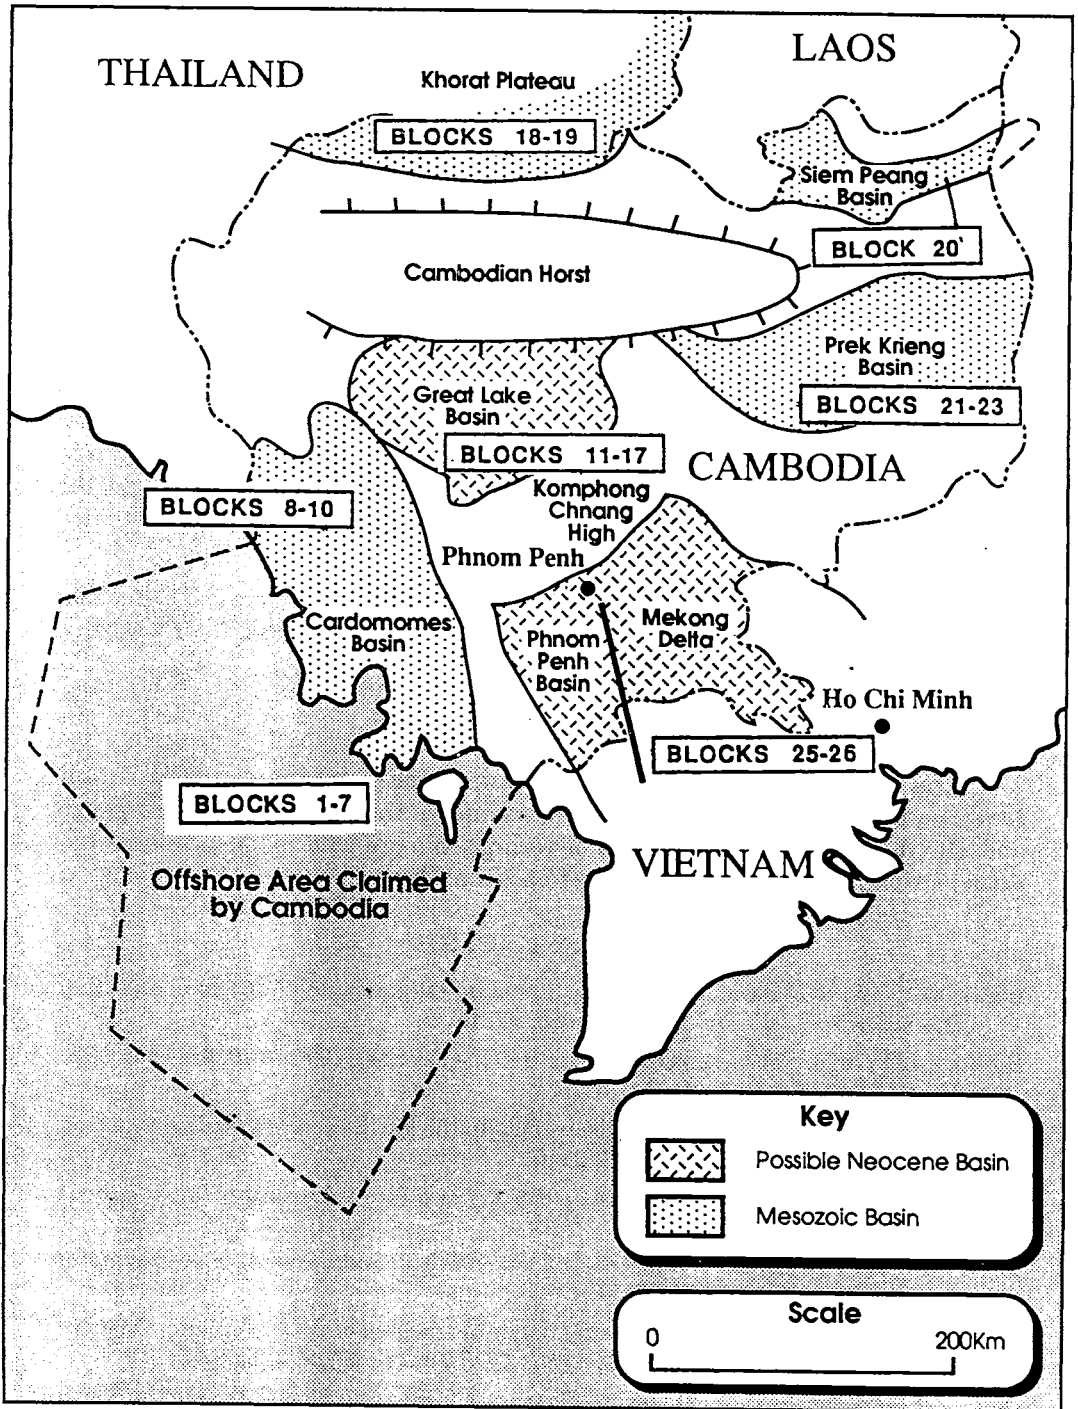 THAILAND
LAOS
Khorat Plateau
BLOCKS 18-19
Siem Peang
Basin
BLOCK 20
Cambodian Horst
Prek Krieng
Basin
BLOCKS 21-23
Great Lake
Basin
BLOCKS 11-17
CAMBODIA
BLOCKS 8-10
Komphong
Chnang
High
Phnom Penh
Cardomomes
Basin
Phnom
Penh
Basin
Mekong
Delta
Ho Chi Minh
BLOCKS 25-26
BLOCKS 1-7
VIETNAM
Offshore Area Claimed
by Cambodia
Key
Possible Neocene Basin
Mesozoic Basin
Scale
0 200Km